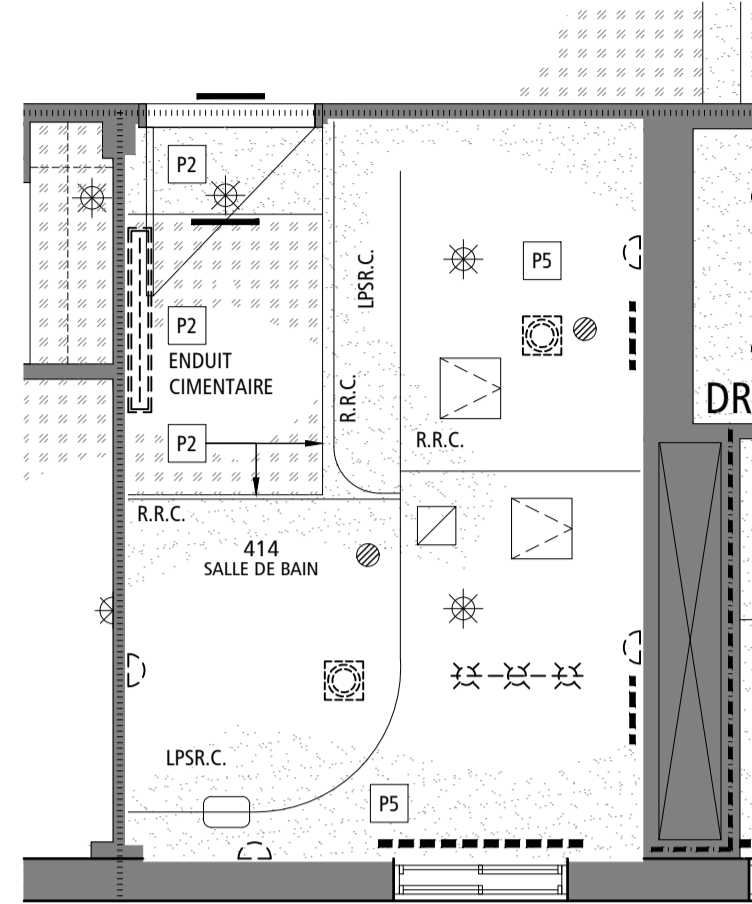 P2
LPSR.C.
P5
P2
ENDUIT
CIMENTAIRE
R.R.C.
DR
P2
R.R.C.
R.R.C.
414
SALLE DE BAIN
LPSR.C.
P5